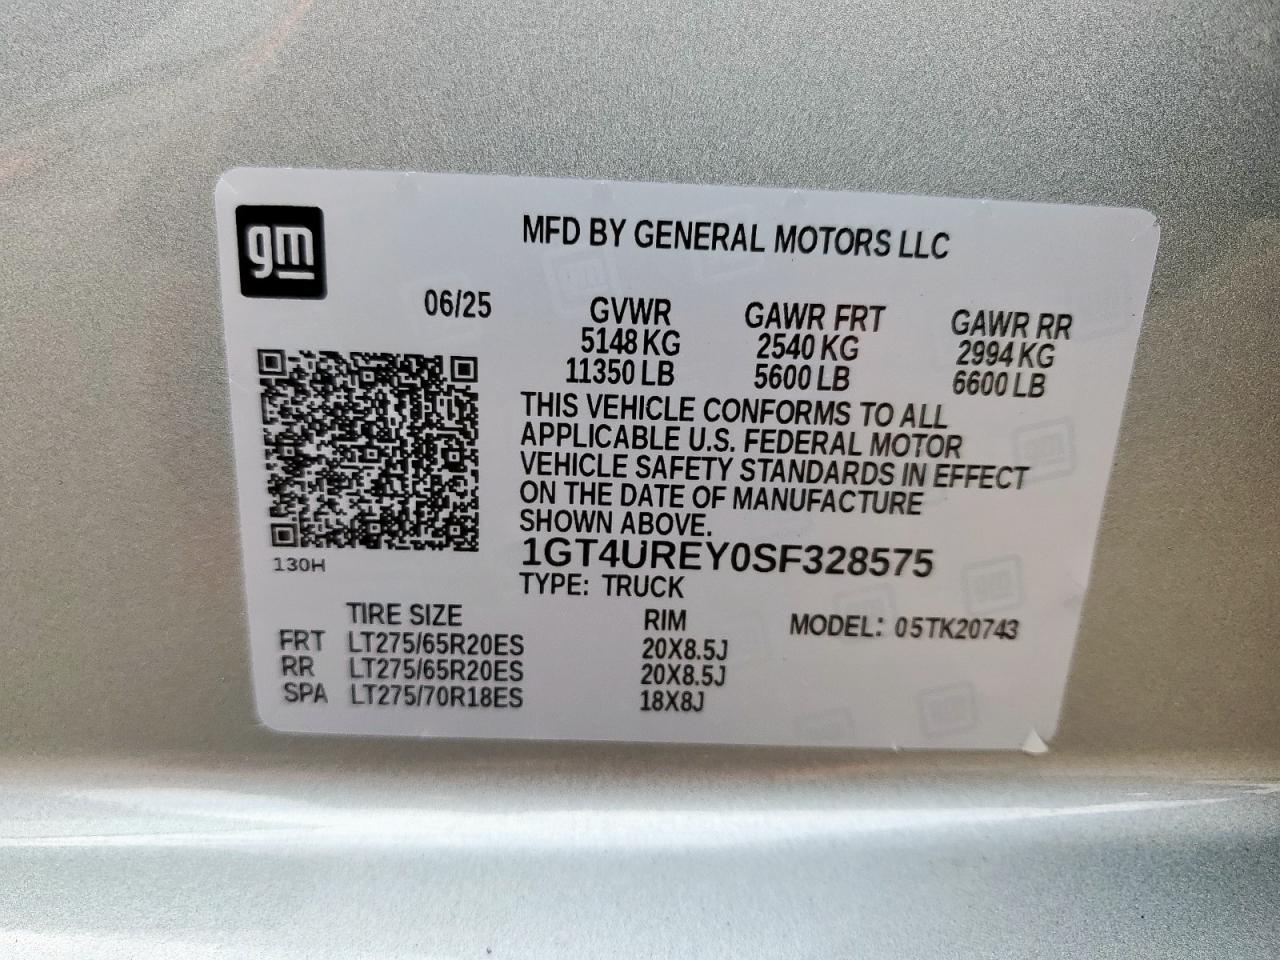 gm
MFD BY GENERAL MOTORS LLC
06/25 GVWR GAWR FRT GAWR RR
5148 KG 2540 KG 2994 KG
11350 LB 5600 LB 6600 LB
THIS VEHICLE CONFORMS TO ALL
APPLICABLE U.S. FEDERAL MOTOR
VEHICLE SAFETY STANDARDS IN EFFECT
ON THE DATE OF MANUFACTURE
SHOWN ABOVE.
1GT4UREY0SF328575
130H
TYPE: TRUCK
TIRE SIZE RIM MODEL: 05TK20743
FRT LT275/65R20ES 20X8.5J
RR LT275/65R20ES 20X8.5J
SPA LT275/70R18ES 18X8J